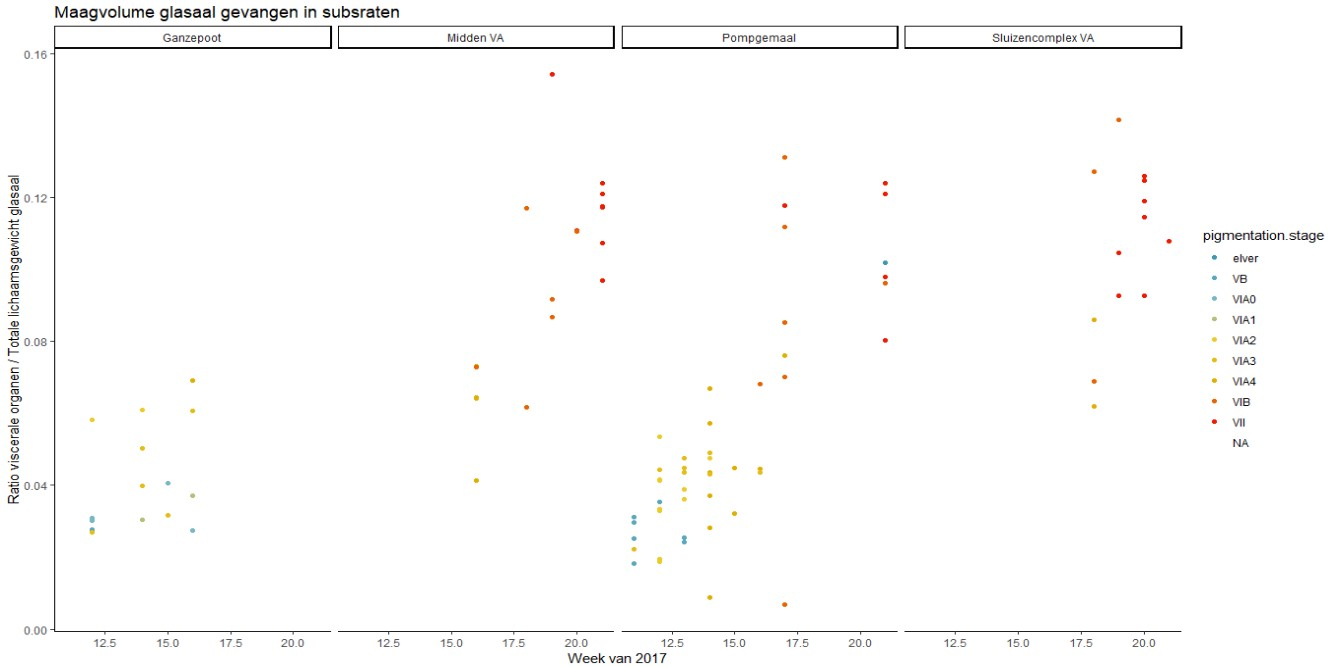 Maagvolume glasaal gevangen in subsraten
Ganzepoot
Midden VA
Pompgemaal
Sluizencomplex VA
0.16
0.12
0.08
0.04
0.00
Ratio viscerale organen / Totale lichaamsgewicht glasaal
12.5 15.0 17.5 20.0
12.5 15.0 17.5 20.0
12.5 15.0 17.5 20.0
12.5 15.0 17.5 20.0
Week van 2017
pigmentation.stage
elver
VB
VIA0
VIA1
VIA2
VIA3
VIA4
VIB
VII
NA